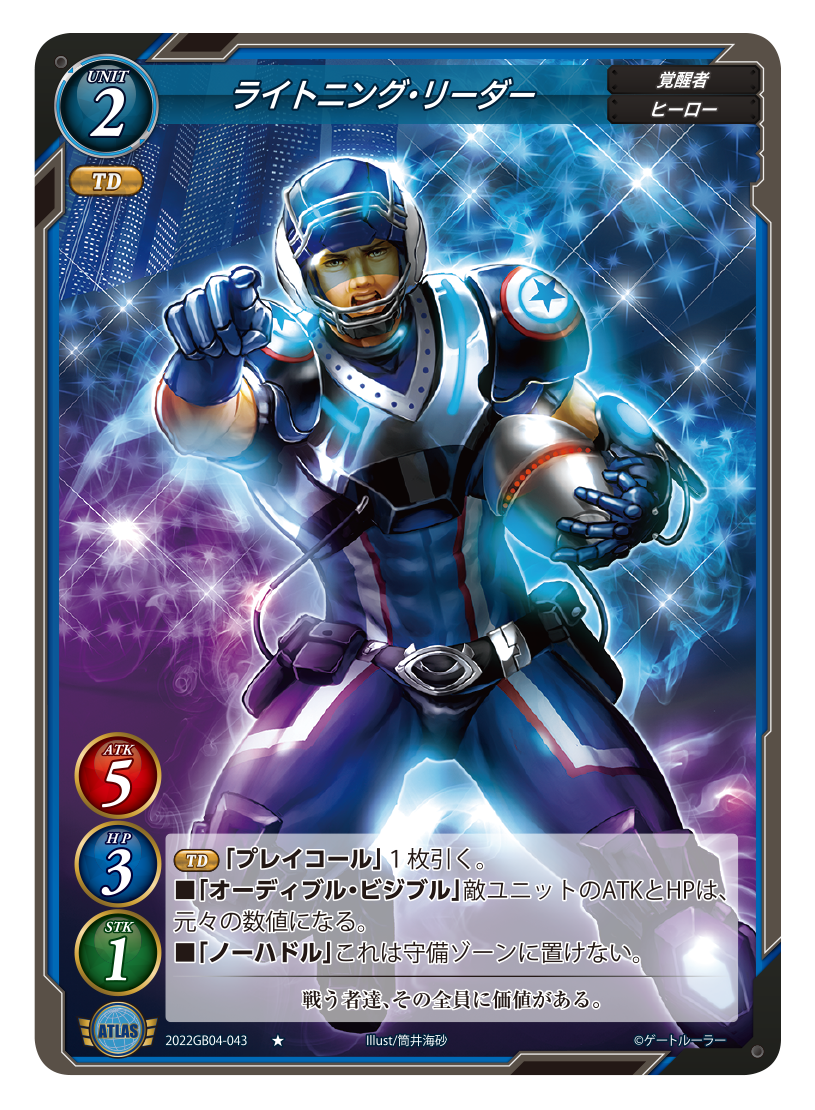 UNIT
2
ライトニング・リーダー
覚醒者
ヒーロー
TD
ATK
5
HP
3
STK
1
TD「プレイコール」1枚引く。
■「オーディブル・ビジブル」敵ユニットのATKとHPは、
元々の数値になる。
■「ノーハドル」これは守備ゾーンに置けない。
戦う者達、その全員に価値がある。
ATLAS
2022GB04-043 ★ Illust/筒井海砂 ©ゲートルーラー